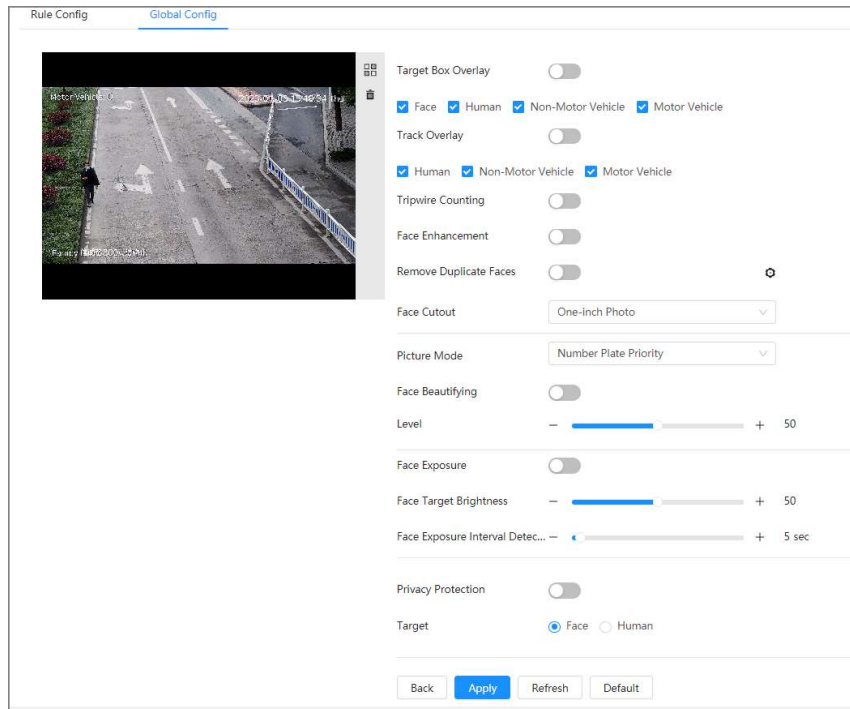 Rule Config Global Config
Target Box Overlay
Face Human Non-Motor Vehicle Motor Vehicle
Track Overlay
Human Non-Motor Vehicle Motor Vehicle
Tripwire Counting
Face Enhancement
Remove Duplicate Faces
Face Cutout One-inch Photo
Picture Mode Number Plate Priority
Face Beautifying
Level − + 50
Face Exposure
Face Target Brightness − + 50
Face Exposure Interval Detec... − + 5 sec
Privacy Protection
Target Face Human
Back Apply Refresh Default
Motor Vehicle